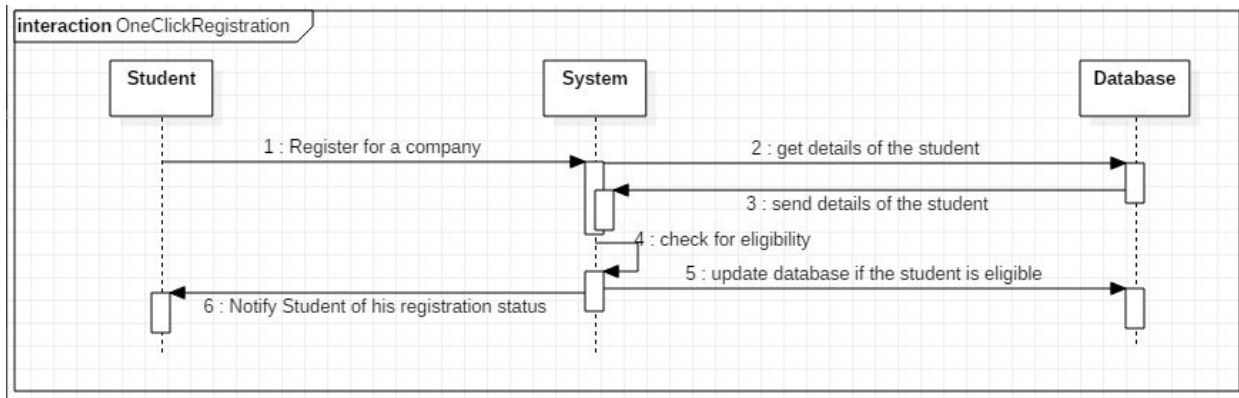 interaction OneClickRegistration
Student
System
Database
1 : Register for a company
2 : get details of the student
3 : send details of the student
4 : check for eligibility
5 : update database if the student is eligible
6 : Notify Student of his registration status